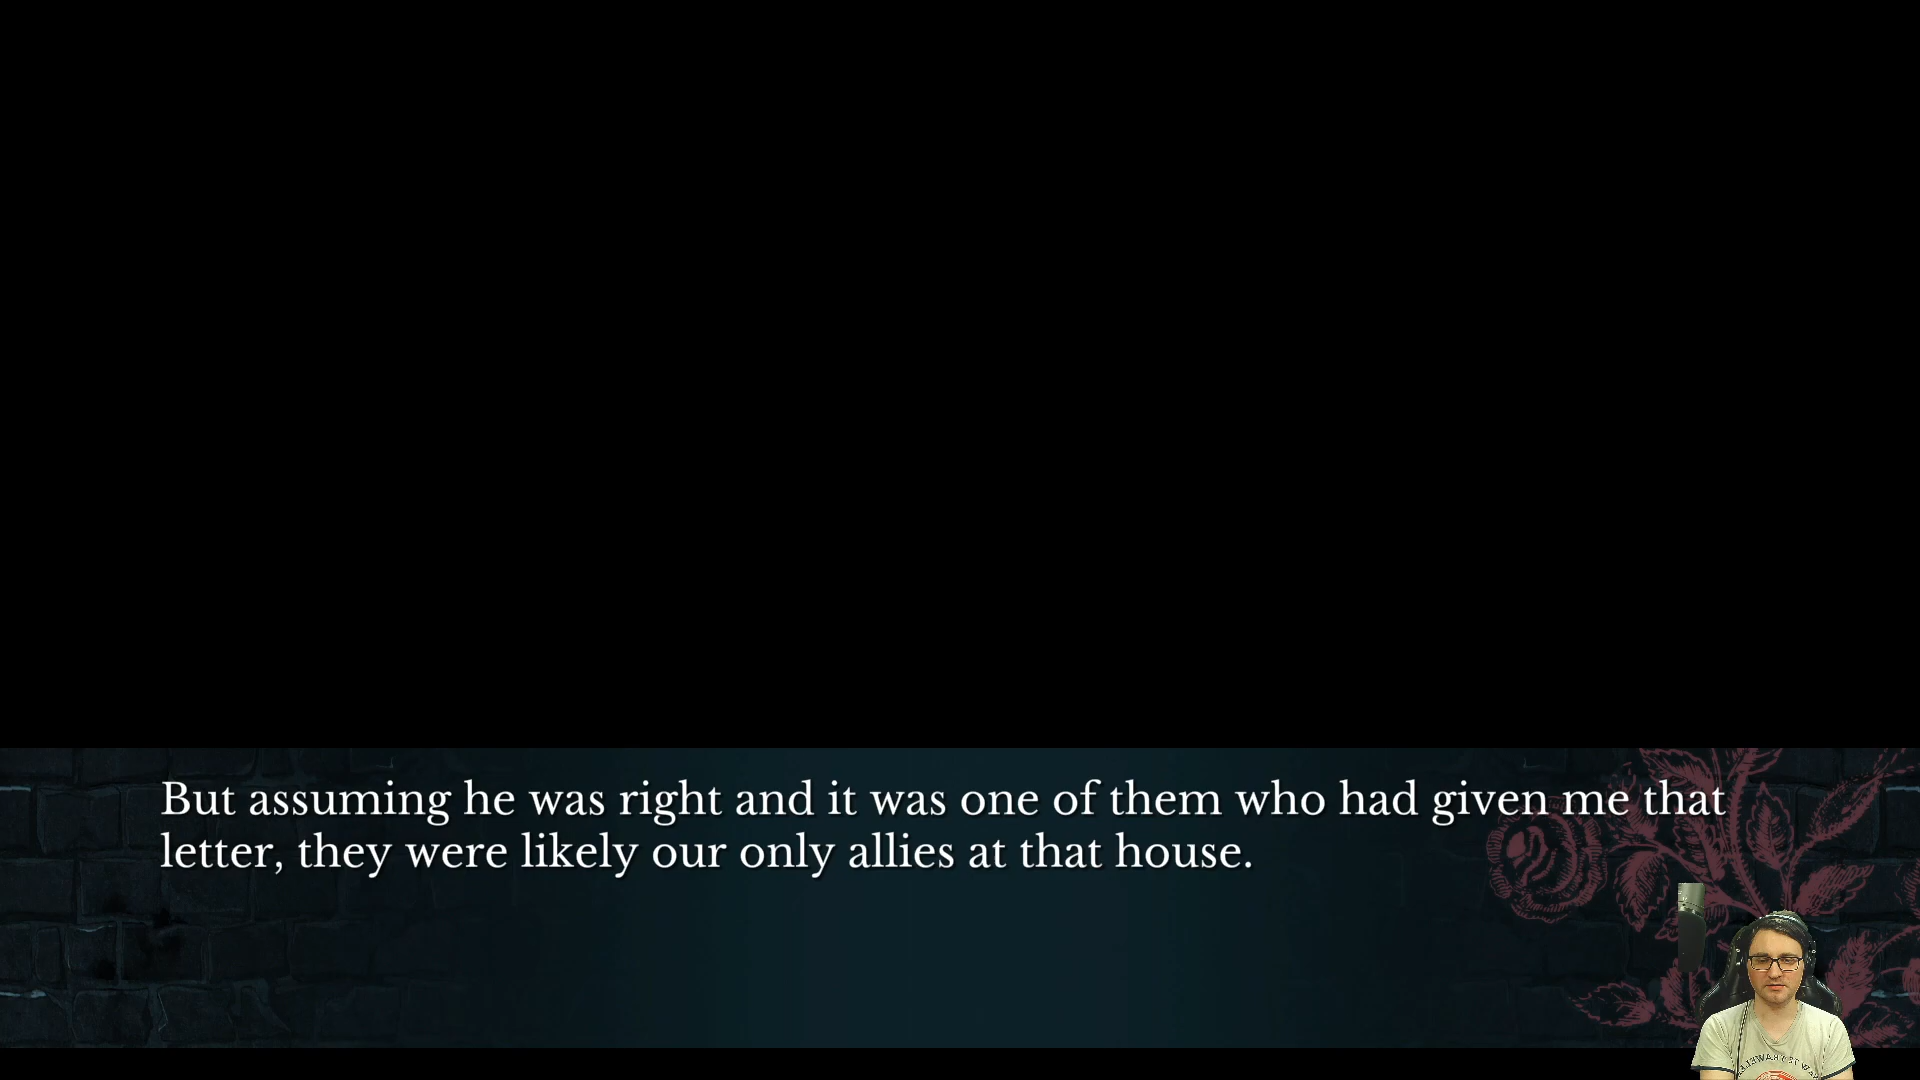 But assuming he was right and it was one of them who had given me that
letter, they were likely our only allies at that house.